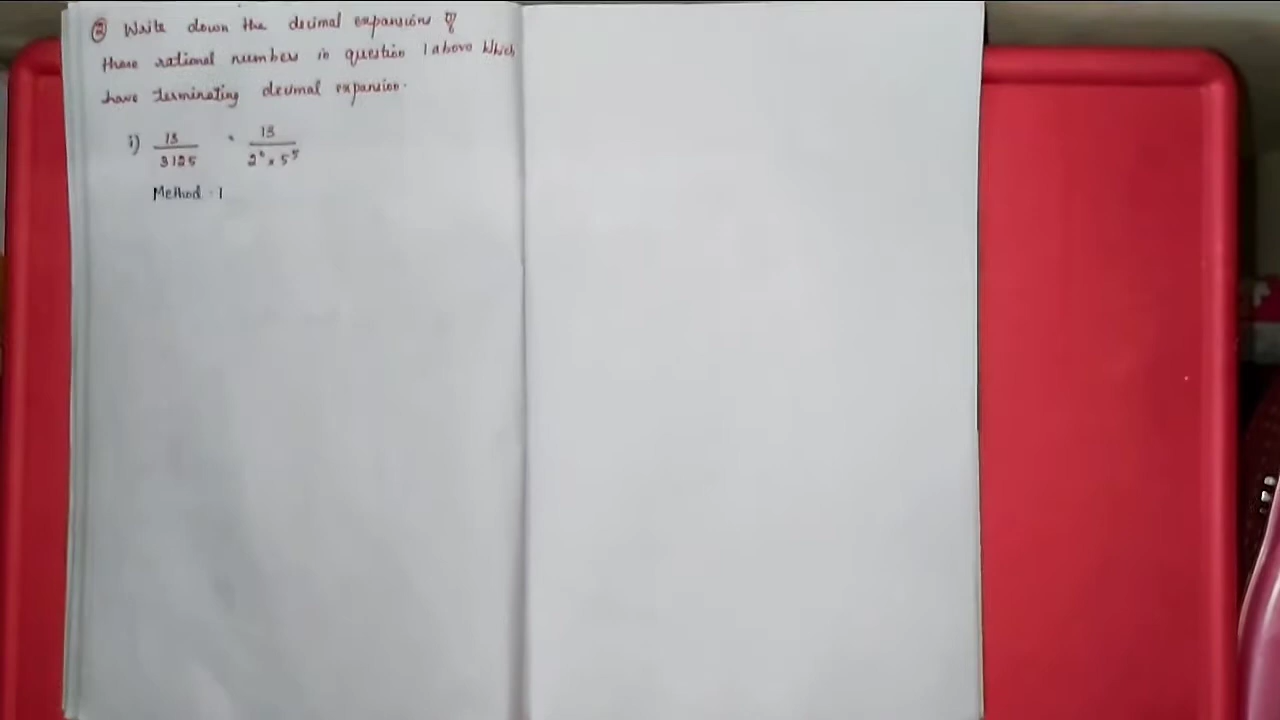 ② Write down the decimal expansions of
those rational numbers in question 1 above which
have terminating decimal expansion.
i) 13/3125 = 13/2⁰ × 5⁵
Method - 1